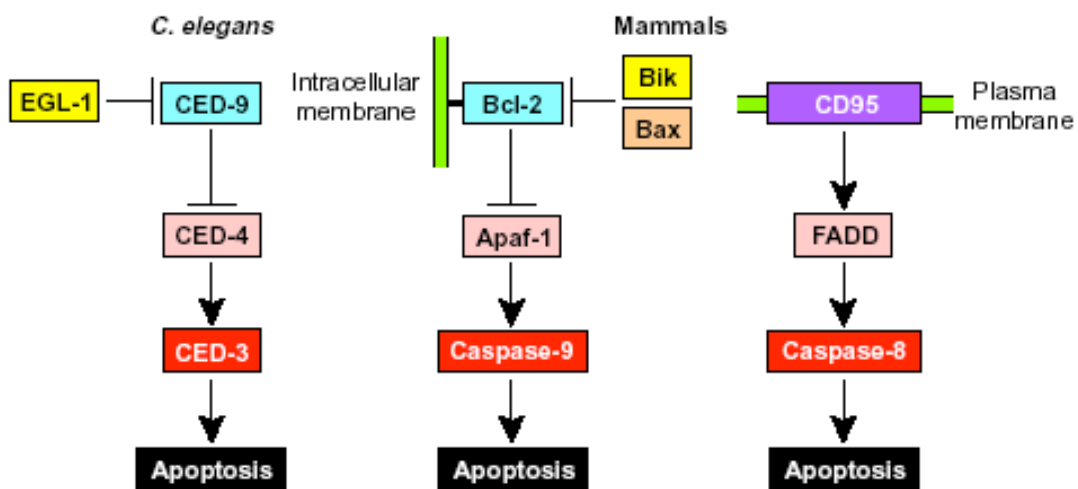 C. elegans
Mammals
EGL-1
CED-9
Intracellular
membrane
Bcl-2
Bik
Bax
CD95
Plasma
membrane
CED-4
Apaf-1
FADD
CED-3
Caspase-9
Caspase-8
Apoptosis
Apoptosis
Apoptosis